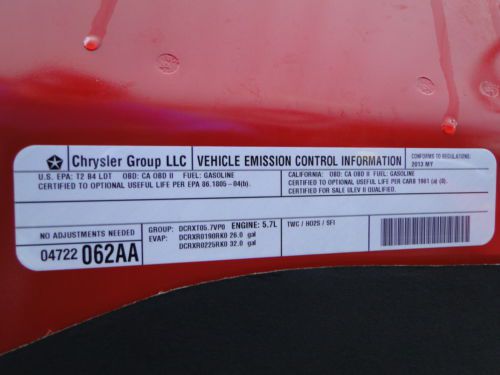 Chrysler Group LLC VEHICLE EMISSION CONTROL INFORMATION CONFORMS TO REGULATIONS:
2013 MY
U.S. EPA: T2 B4 LDT OBD: CA OBD II FUEL: GASOLINE
CERTIFIED TO OPTIONAL USEFUL LIFE PER EPA 86.1805-04(b).
CALIFORNIA: OBD: CA OBD II FUEL: GASOLINE
CERTIFIED TO OPTIONAL USEFUL LIFE PER CARB 1961 (a) (8).
CERTIFIED FOR SALE ULEV II QUALIFIED.
NO ADJUSTMENTS NEEDED
04722 062AA
GROUP: DCRXT05.7VP0 ENGINE: 5.7L
EVAP: DCRXR0190RK0 26.0 gal
DCRXR0225RK0 32.0 gal
TWC / HO2S / SFI